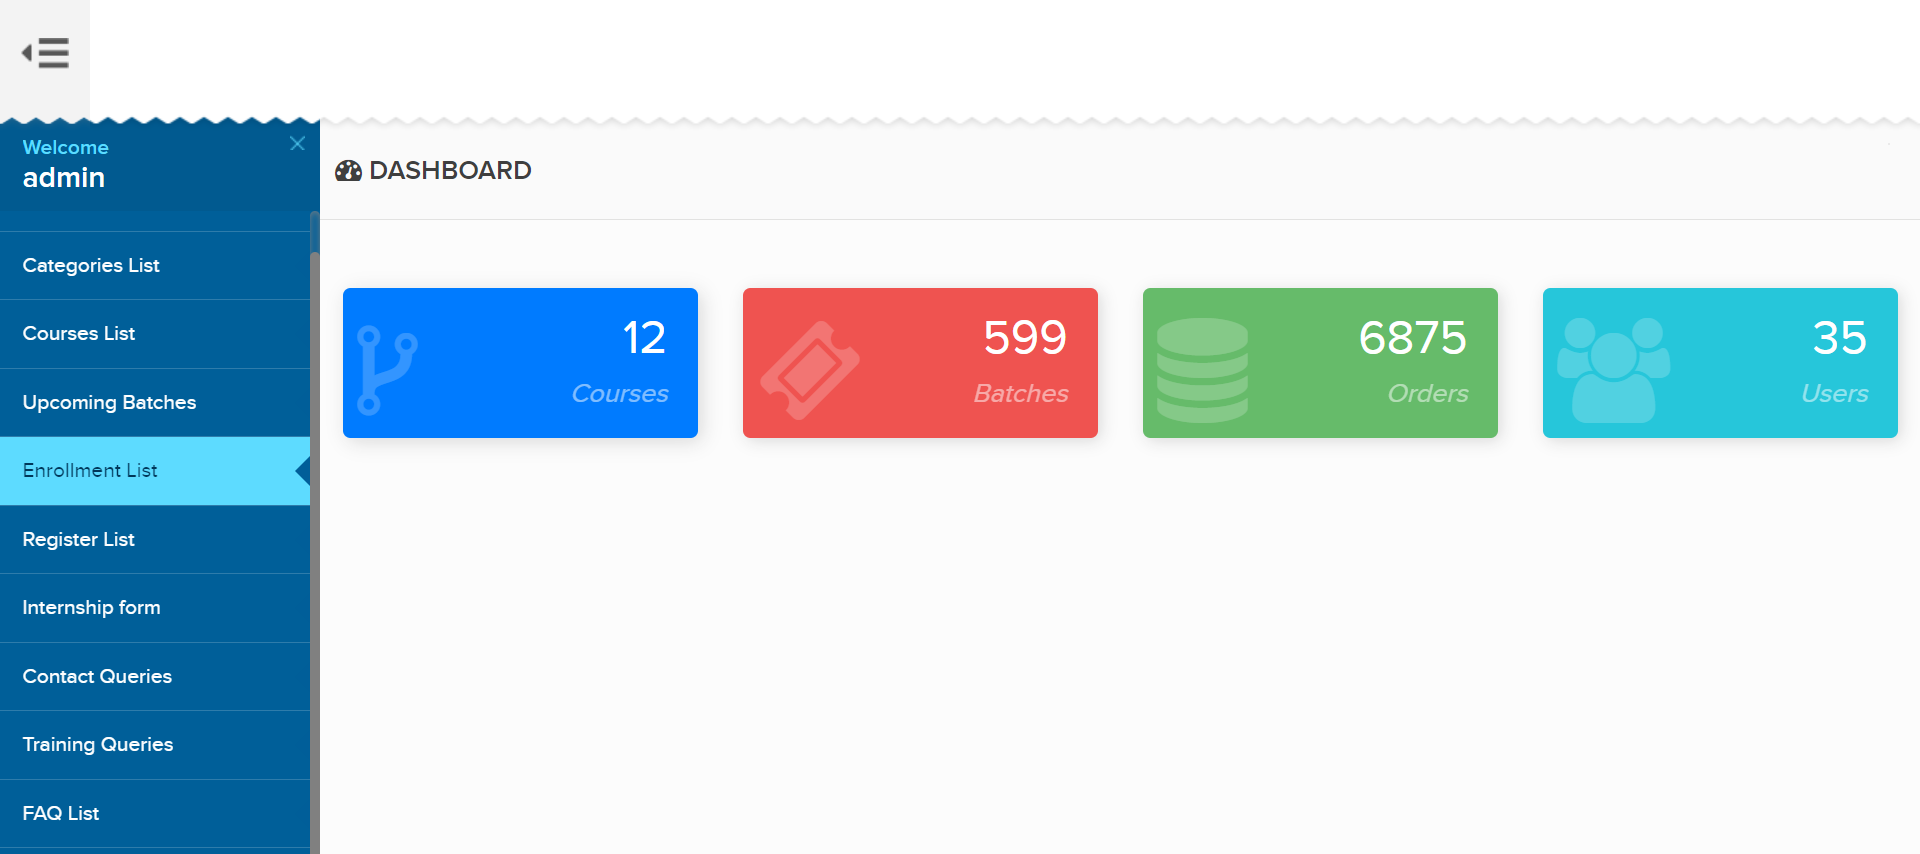 Welcome
admin
Categories List
Courses List
Upcoming Batches
Enrollment List
Register List
Internship form
Contact Queries
Training Queries
FAQ List
DASHBOARD
12
Courses
599
Batches
6875
Orders
35
Users